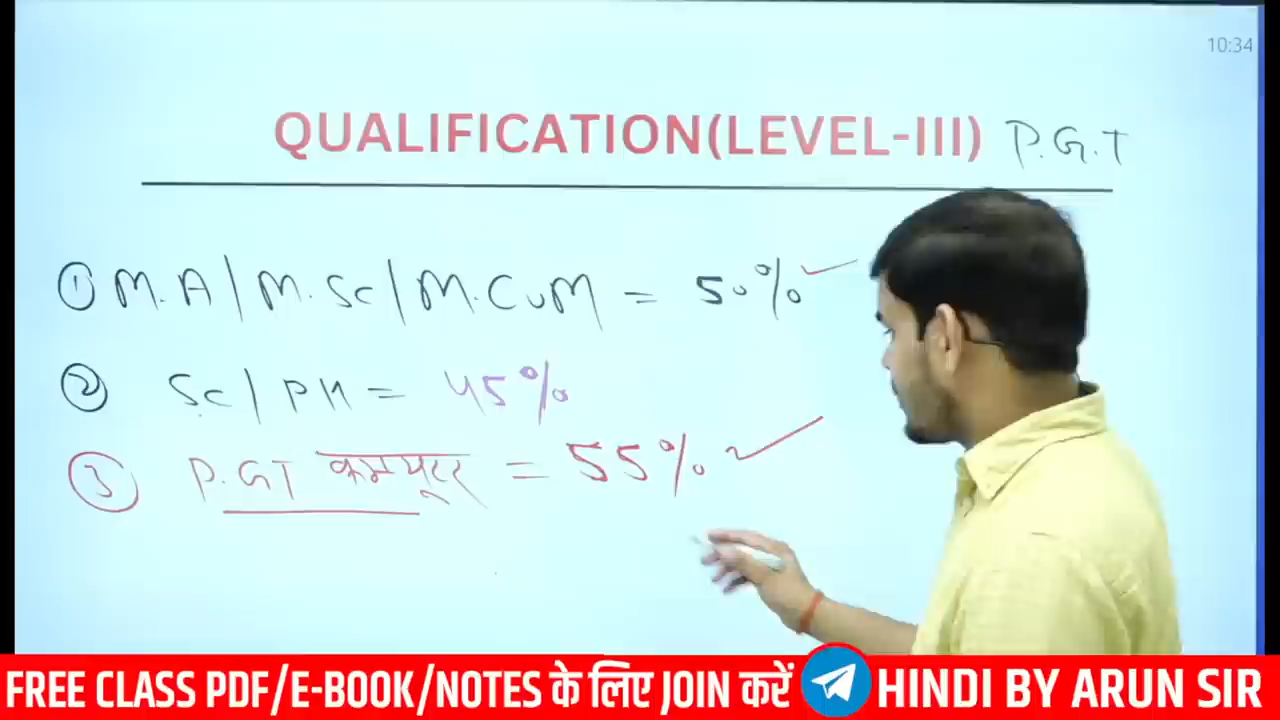 10:34
QUALIFICATION(LEVEL-III) P.G.T
① M.A/M.Sc/M.CoM = 50%
② Sc/PH = 45%
③ P.GT कम्प्यूटर = 55%
FREE CLASS PDF/E-BOOK/NOTES के लिए JOIN करें HINDI BY ARUN SIR